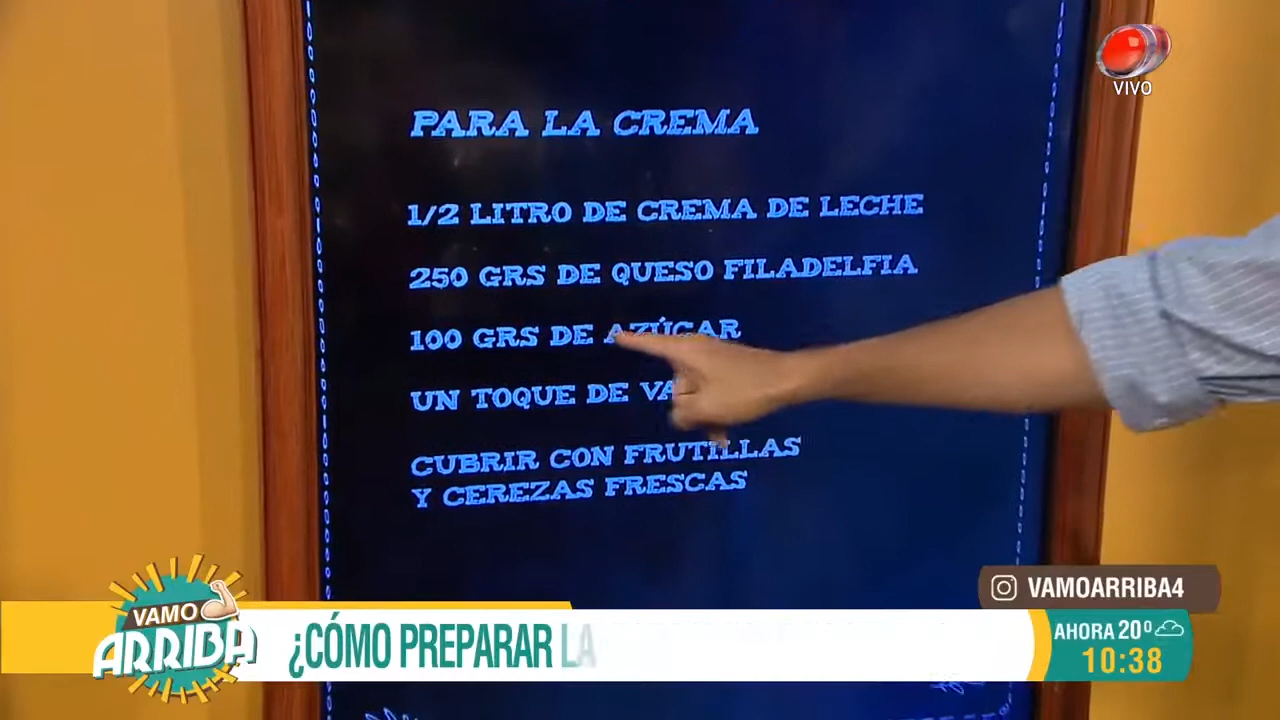 VIVO
PARA LA CREMA
1/2 LITRO DE CREMA DE LECHE
250 GRS DE QUESO FILADELFIA
100 GRS DE AZÚCAR
UN TOQUE DE
CUBRIR CON FRUTILLAS
Y CEREZAS FRESCAS
VAMOARRIBA4
VAMO
ARRIBA
¿CÓMO PREPARAR LA
AHORA 20º
10:38